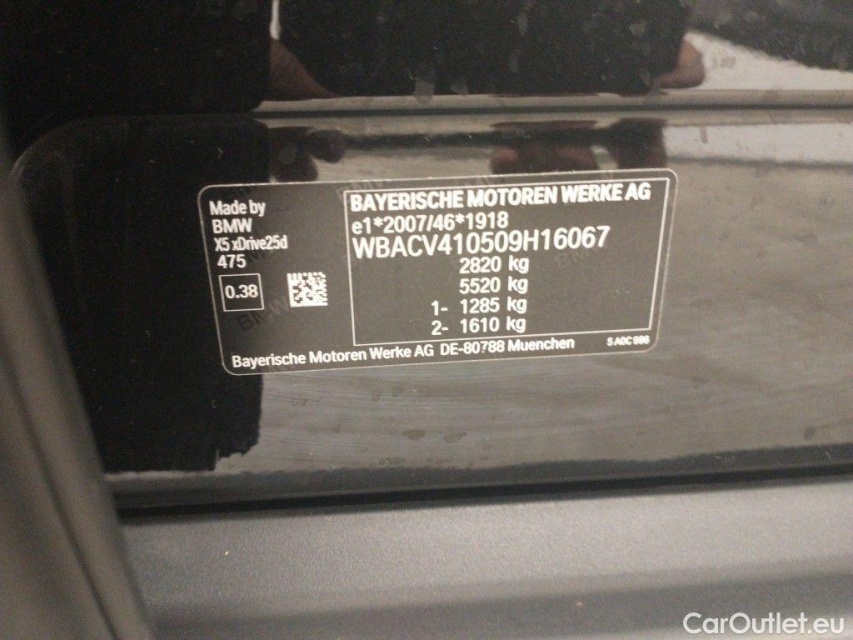 Made by
BMW
X5 xDrive25d
475
0.38
BAYERISCHE MOTOREN WERKE AG
e1*2007/46*1918
WBACV410509H16067
2820 kg
5520 kg
1- 1285 kg
2- 1610 kg
Bayerische Motoren Werke AG DE-80788 Muenchen
CarOutlet.eu